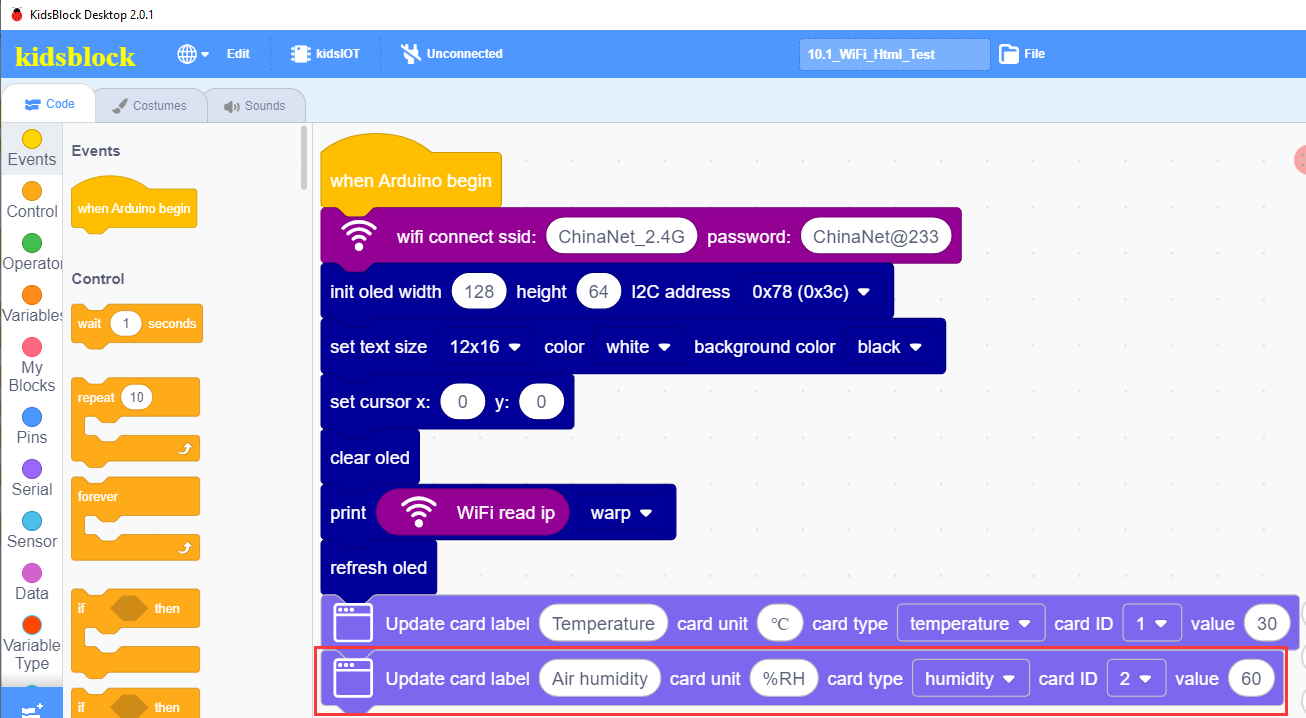 KidsBlock Desktop 2.0.1
kidsblock Edit kidsIOT Unconnected 10.1_WiFi_Html_Test File
Code Costumes Sounds
Events
Control
Operator
Variables
My
Blocks
Pins
Serial
Sensor
Data
Variable
Type
Events
when Arduino begin
Control
wait 1 seconds
repeat 10
forever
if then
if then
when Arduino begin
wifi connect ssid: ChinaNet_2.4G password: ChinaNet@233
init oled width 128 height 64 I2C address 0x78 (0x3c)
set text size 12x16 color white background color black
set cursor x: 0 y: 0
clear oled
print WiFi read ip warp
refresh oled
Update card label Temperature card unit ℃ card type temperature card ID 1 value 30
Update card label Air humidity card unit %RH card type humidity card ID 2 value 60